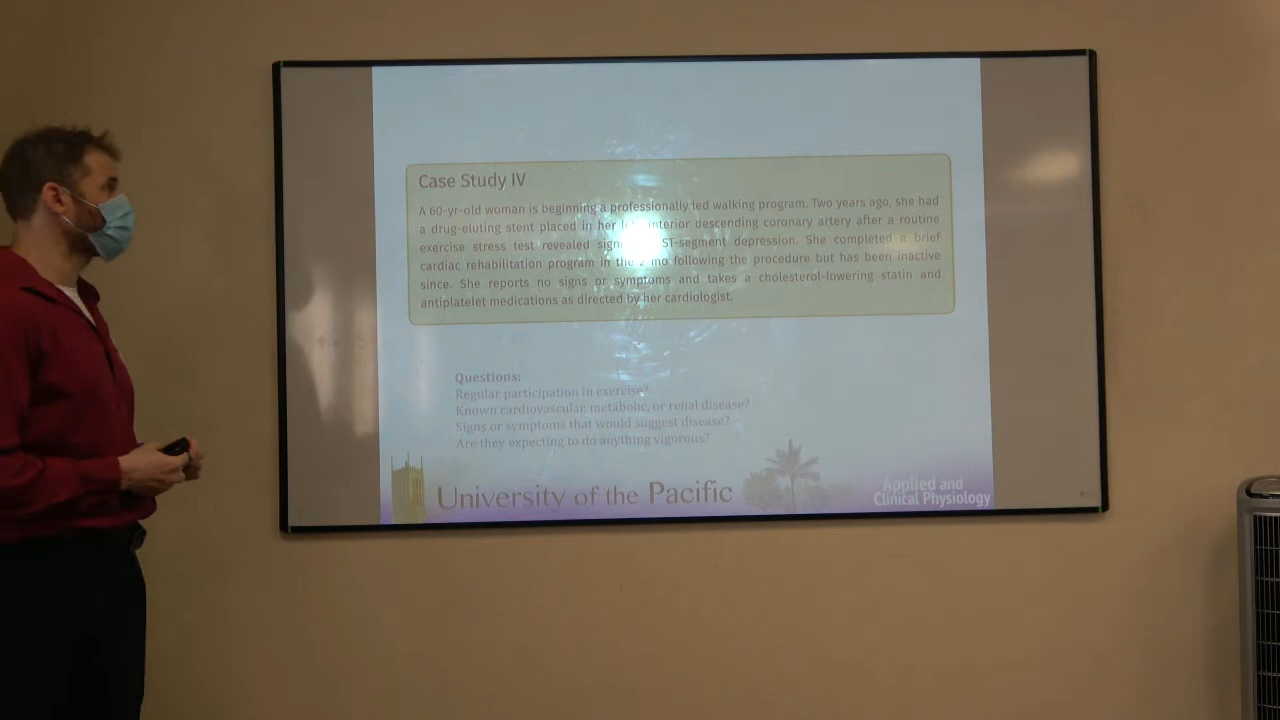 Case Study IV
A 60-yr-old woman is beginning a professionally led walking program. Two years ago, she had
a drug-eluting stent placed in her anterior descending coronary artery after a routine
exercise stress test revealed ST-segment depression. She completed a brief
cardiac rehabilitation program in the mo following the procedure but has been inactive
since. She reports no signs or symptoms and takes a cholesterol-lowering statin and
antiplatelet medications as directed by her cardiologist.
Questions:
Regular participation in exercise?
Known cardiovascular, metabolic, or renal disease?
Signs or symptoms that would suggest disease?
Are they expecting to do anything vigorous?
University of the Pacific
Applied and
Clinical Physiology